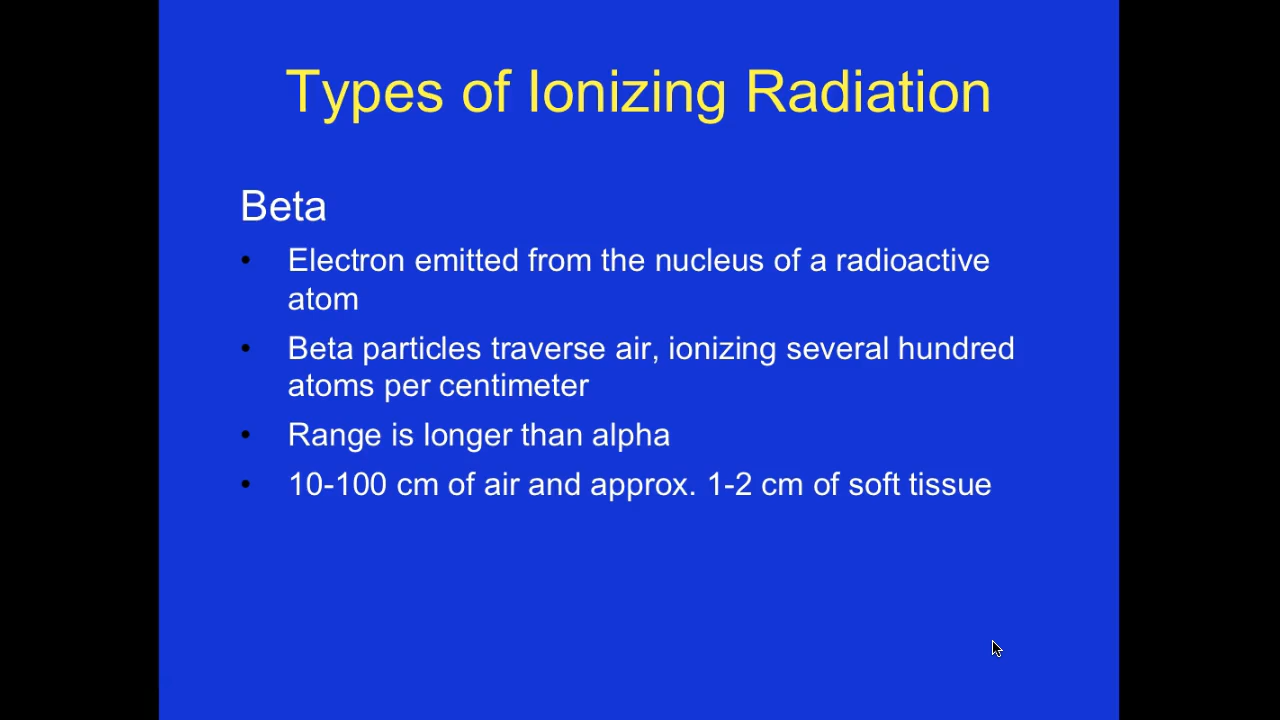 Types of Ionizing Radiation
Beta
• Electron emitted from the nucleus of a radioactive
atom
• Beta particles traverse air, ionizing several hundred
atoms per centimeter
• Range is longer than alpha
• 10-100 cm of air and approx. 1-2 cm of soft tissue